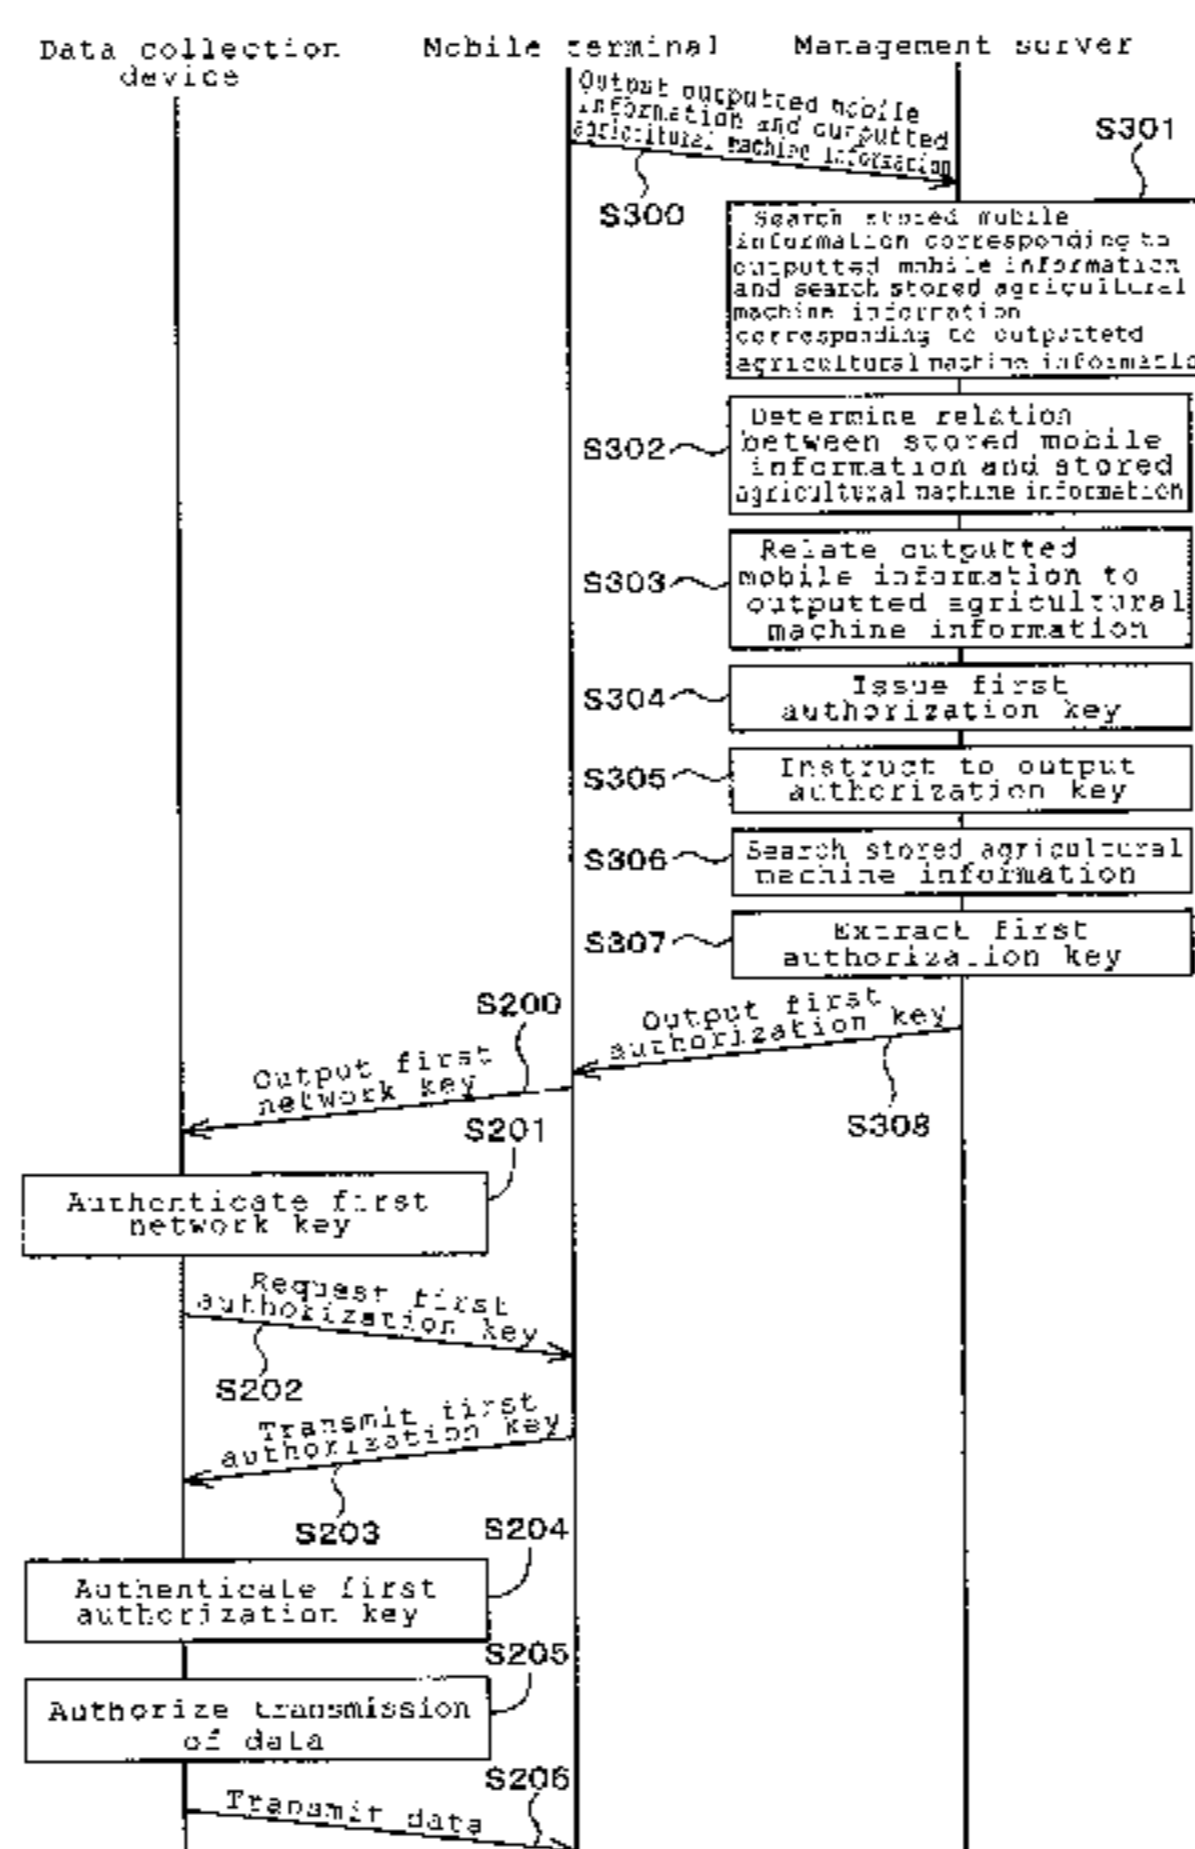 Data collection
device
Mobile terminal
Management server
Output outputted mobile
information and outputted
agricultural machine information
S300
S301
Search stored mobile
information corresponding to
outputted mobile information
and search stored agricultural
machine information
corresponding to outputtetd
agricultural machine informatio
S302
Determine relation
between stored mobile
information and stored
agricultural machine information
S303
Relate outputted
mobile information to
outputted agricultural
machine information
S304
Issue first
authorization key
S305
Instruct to output
authorization key
S306
Search stored agricultural
machine information
S307
Extract first
authorization key
Output first
authorization key
S308
S200
Output first
network key
S201
Authenticate first
network key
Request first
authorization key
S202
Transmit first
authorization key
S203
S204
Authenticate first
authorization key
S205
Authorize transmission
of data
S206
Transmit data